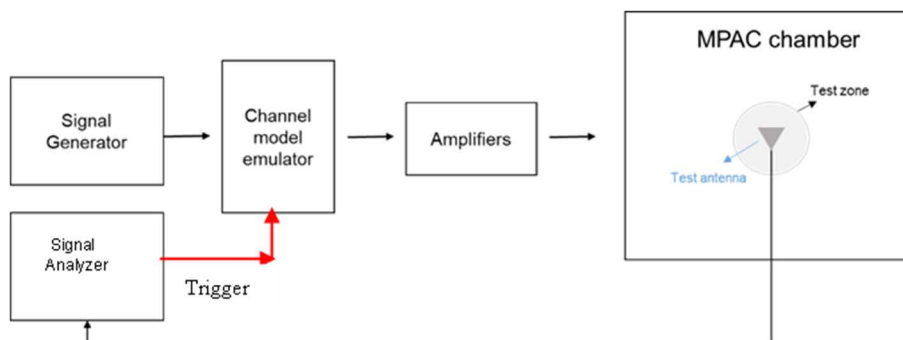 MPAC chamber
Test zone
Test antenna
Signal
Generator
Channel
model
emulator
Amplifiers
Signal
Analyzer
Trigger